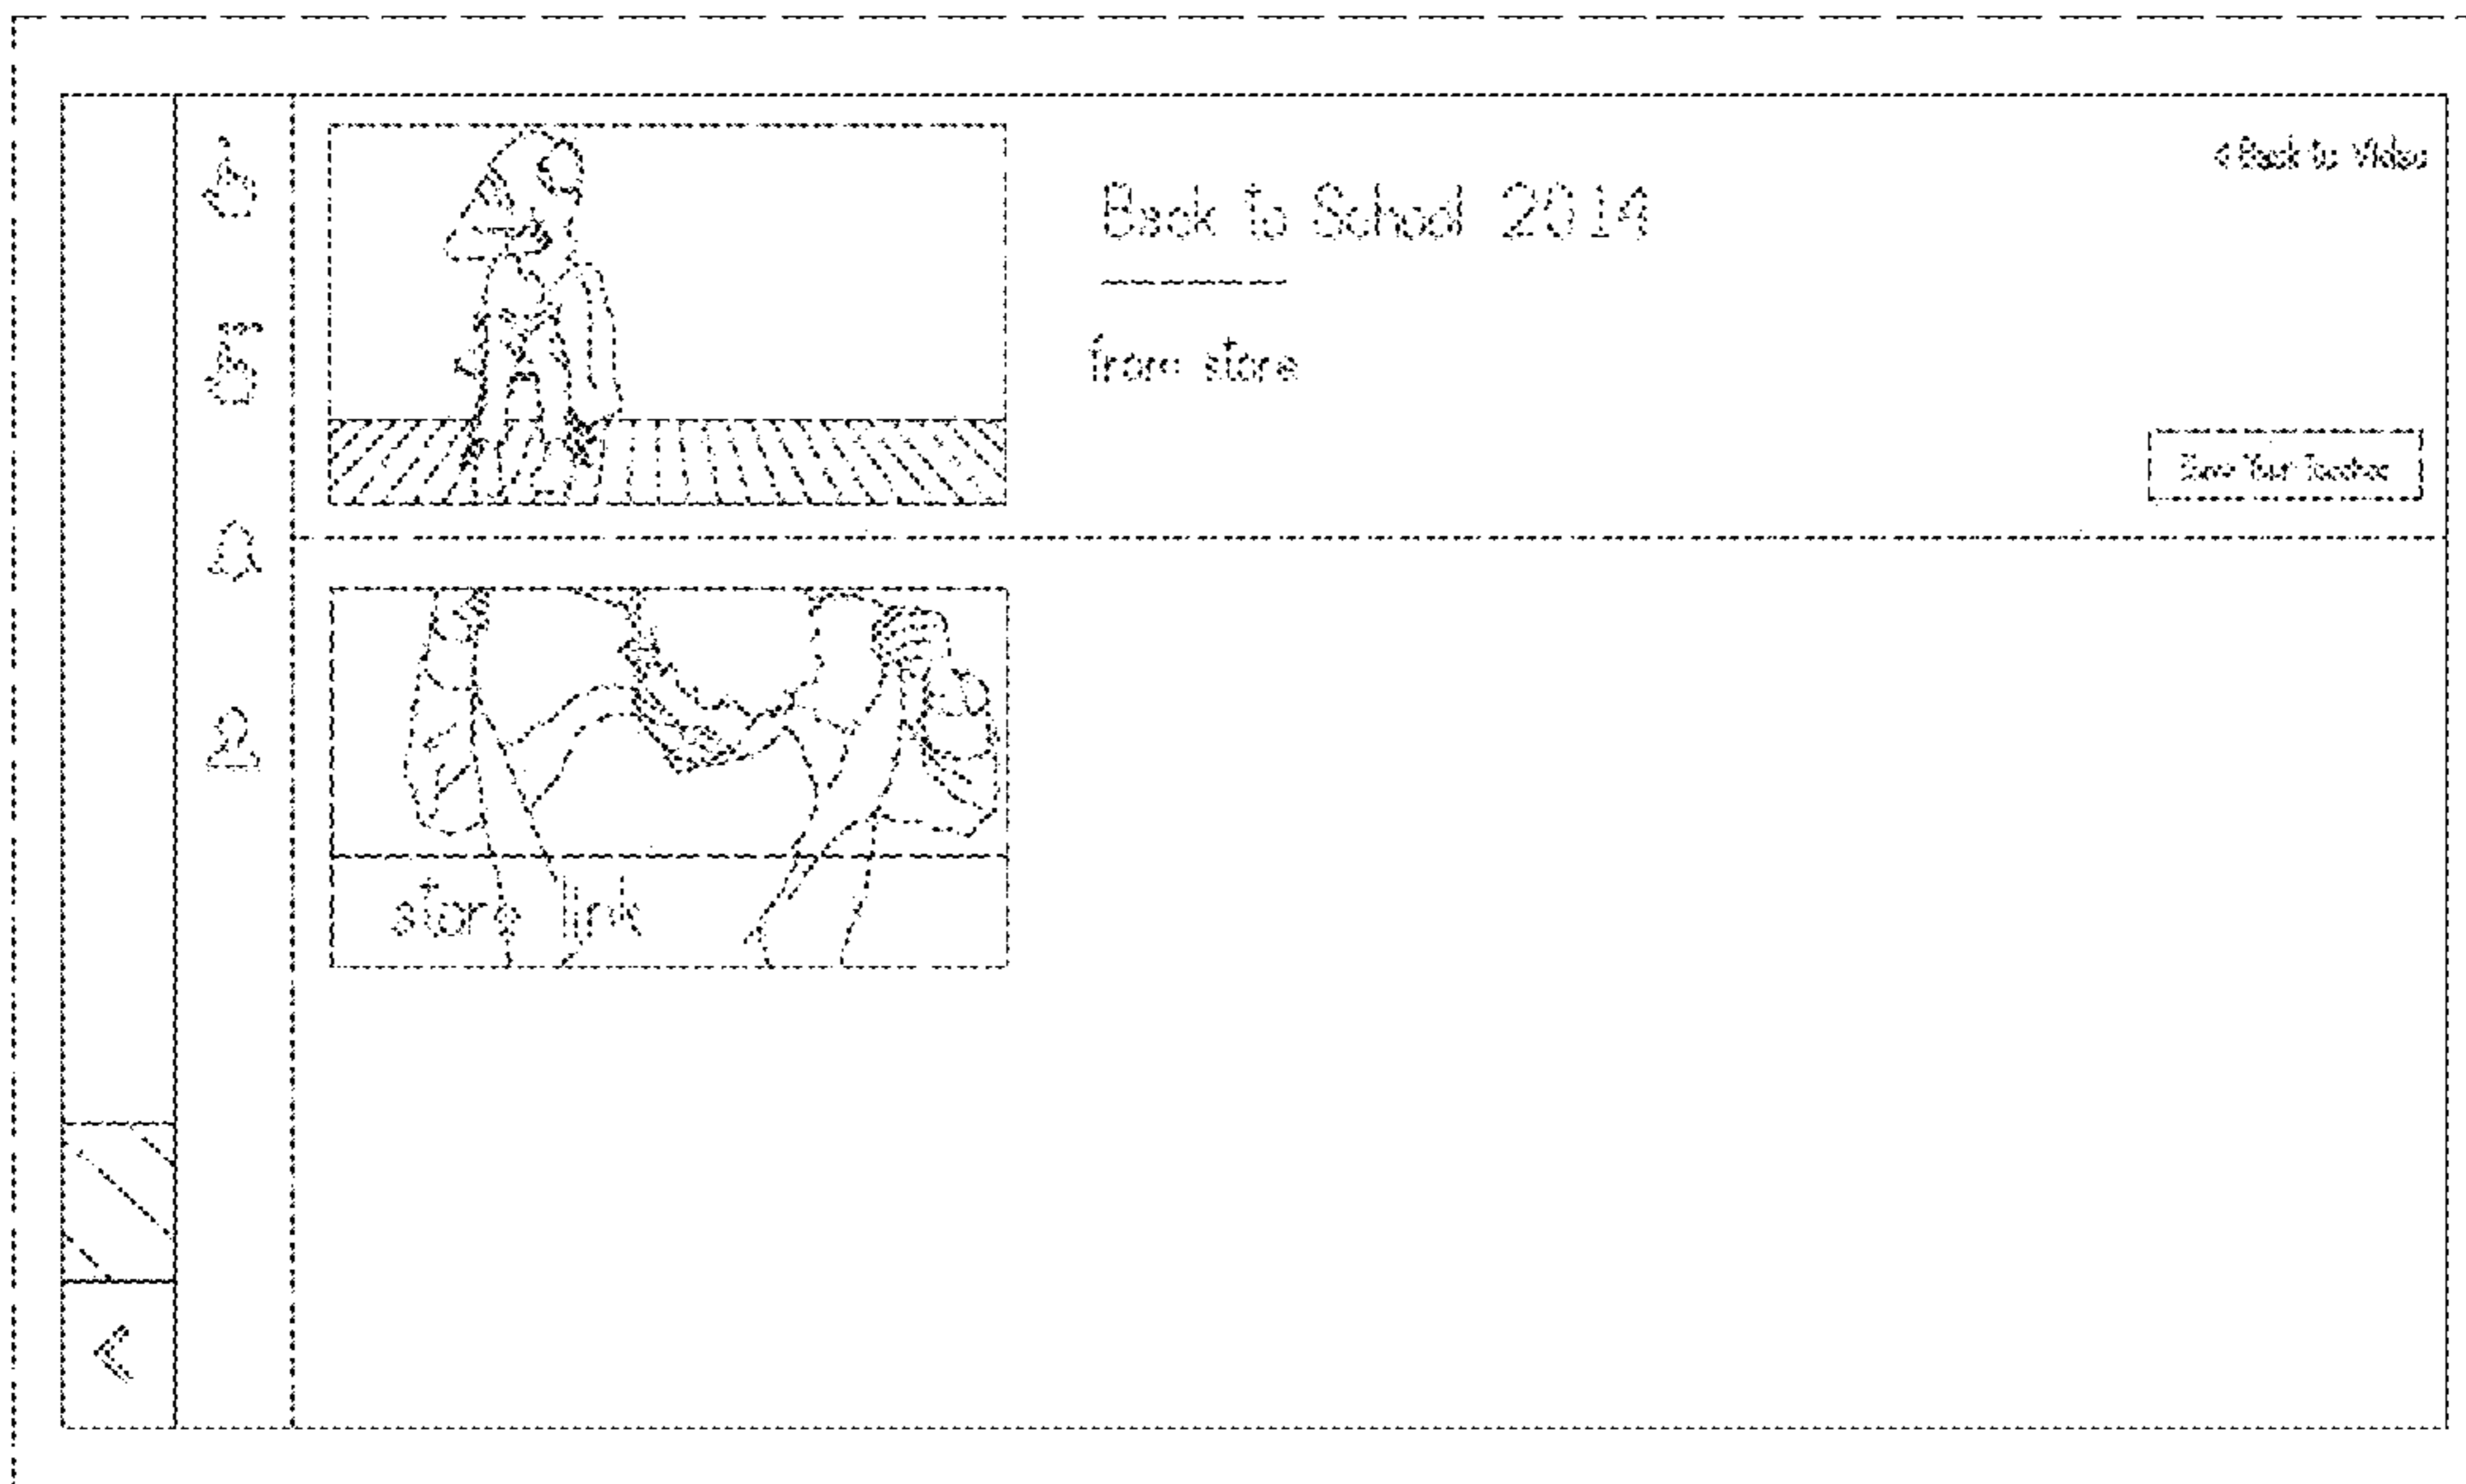 Back to Video
Back to School 2014
from store
store link